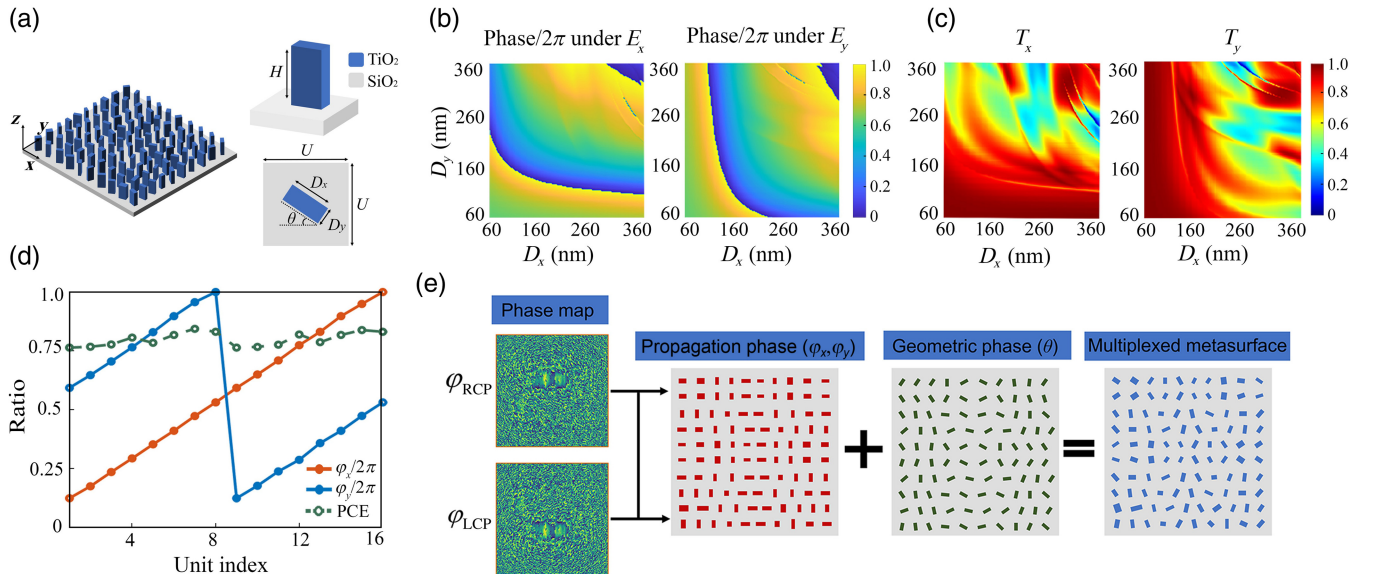 (a)
H
TiO₂
SiO₂
z
y
x
U
Dx
θ
Dy
U
(b)
Phase/2π under Ex
Phase/2π under Ey
Dy (nm)
360
260
160
60
60 160 260 360
Dx (nm)
360
260
160
60
60 160 260 360
Dx (nm)
1.0
0.8
0.6
0.4
0.2
0
(c)
Tx
Ty
360
260
160
60
60 160 260 360
Dx (nm)
360
260
160
60
60 160 260 360
Dx (nm)
1.0
0.8
0.6
0.4
0.2
0
(d)
Ratio
1.0
0.75
0.5
0.25
0
4 8 12 16
Unit index
φx/2π
φy/2π
PCE
(e)
Phase map
φRCP
φLCP
Propagation phase (φx,φy)
Geometric phase (θ)
Multiplexed metasurface
+
=